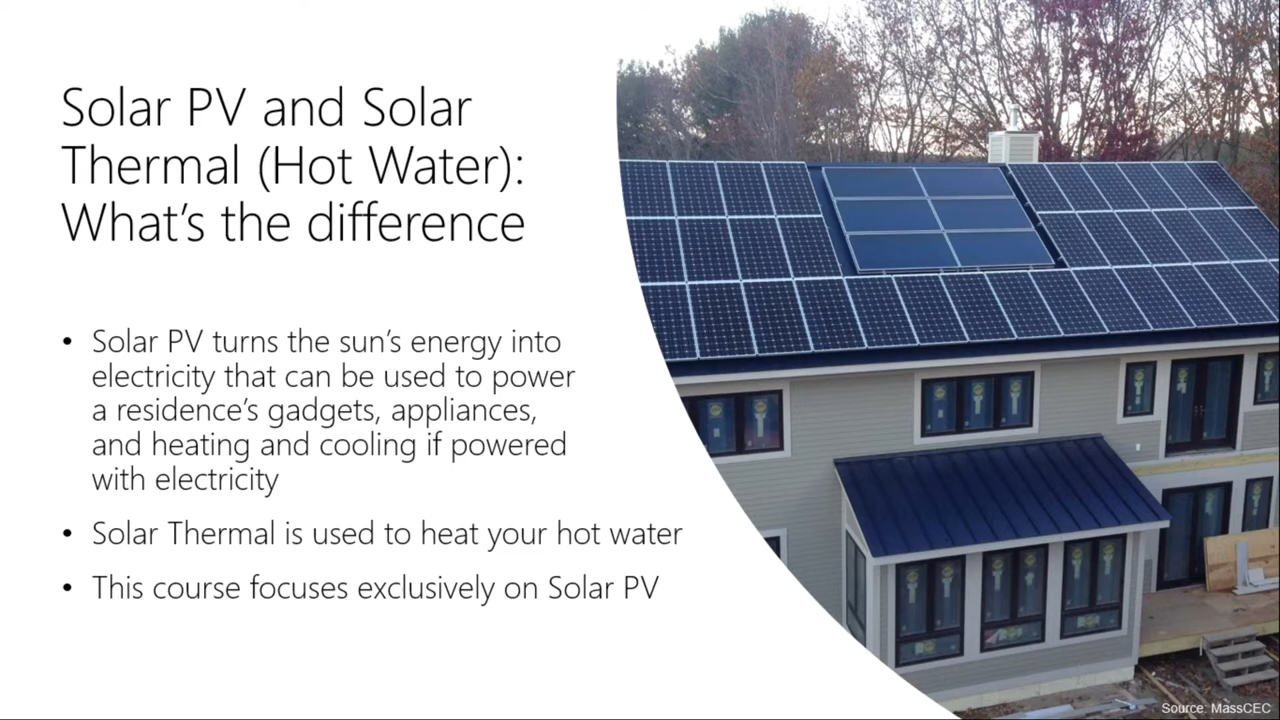 Solar PV and Solar
Thermal (Hot Water):
What's the difference
• Solar PV turns the sun's energy into
electricity that can be used to power
a residence's gadgets, appliances,
and heating and cooling if powered
with electricity
• Solar Thermal is used to heat your hot water
• This course focuses exclusively on Solar PV
Source: MassCEC